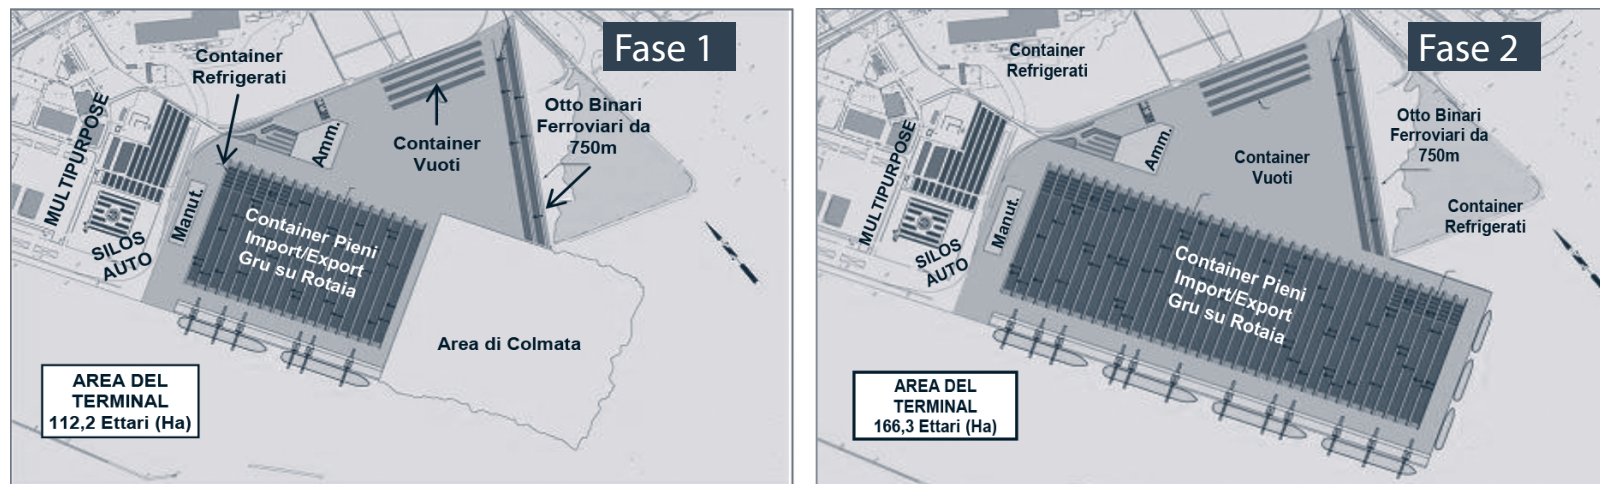 Fase 1
Container
Refrigerati
Otto Binari
Ferroviari da
750m
Container
Vuoti
Amm.
MULTIPURPOSE
Manut.
SILOS
AUTO
Container Pieni
Import/Export
Gru su Rotaia
Area di Colmata
AREA DEL
TERMINAL
112,2 Ettari (Ha)
Fase 2
Container
Refrigerati
Otto Binari
Ferroviari da
750m
Container
Vuoti
Amm.
MULTIPURPOSE
Container
Refrigerati
Manut.
SILOS
AUTO
Container Pieni
Import/Export
Gru su Rotaia
AREA DEL
TERMINAL
166,3 Ettari (Ha)